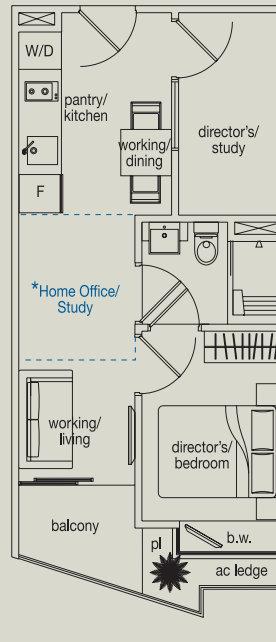 W/D
pantry/
kitchen
working/
dining
director's/
study
F
*Home Office/
Study
working/
living
director's/
bedroom
balcony
pl
b.w.
ac ledge